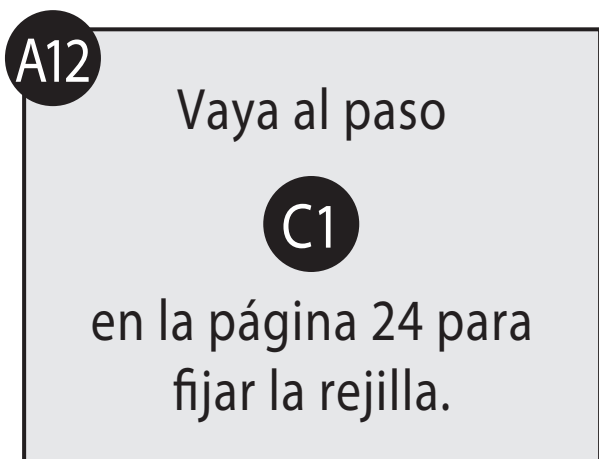 A12
Vaya al paso
C1
en la página 24 para
fijar la rejilla.